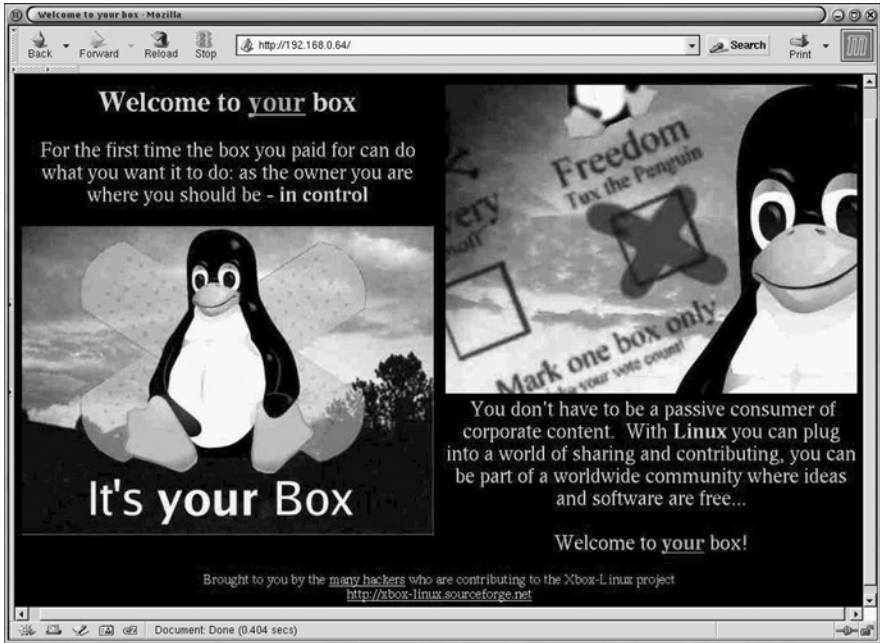 Welcome to your box - Mozilla
Back
Forward
Reload
Stop
http://192.168.0.64/
Search
Print
Welcome to your box
For the first time the box you paid for can do
what you want it to do: as the owner you are
where you should be - in control
It's your Box
Freedom
Tux the Penguin
very
soft
Mark one box only
your vote count!
You don't have to be a passive consumer of
corporate content. With Linux you can plug
into a world of sharing and contributing, you can
be part of a worldwide community where ideas
and software are free...
Welcome to your box!
Brought to you by the many hackers who are contributing to the Xbox-Linux project
http://xbox-linux.sourceforge.net
Document: Done (0.404 secs)